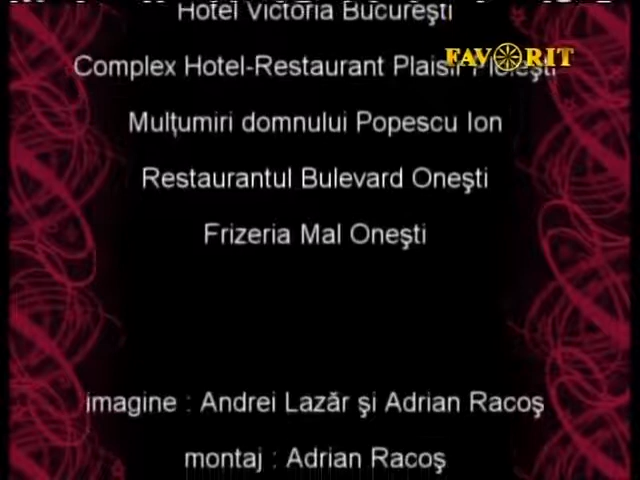 Hotel Victoria Bucureşti
FAVORIT
Complex Hotel-Restaurant Plaisir Ploieşti
Mulţumiri domnului Popescu Ion
Restaurantul Bulevard Oneşti
Frizeria Mal Oneşti
imagine : Andrei Lazăr şi Adrian Racoş
montaj : Adrian Racoş